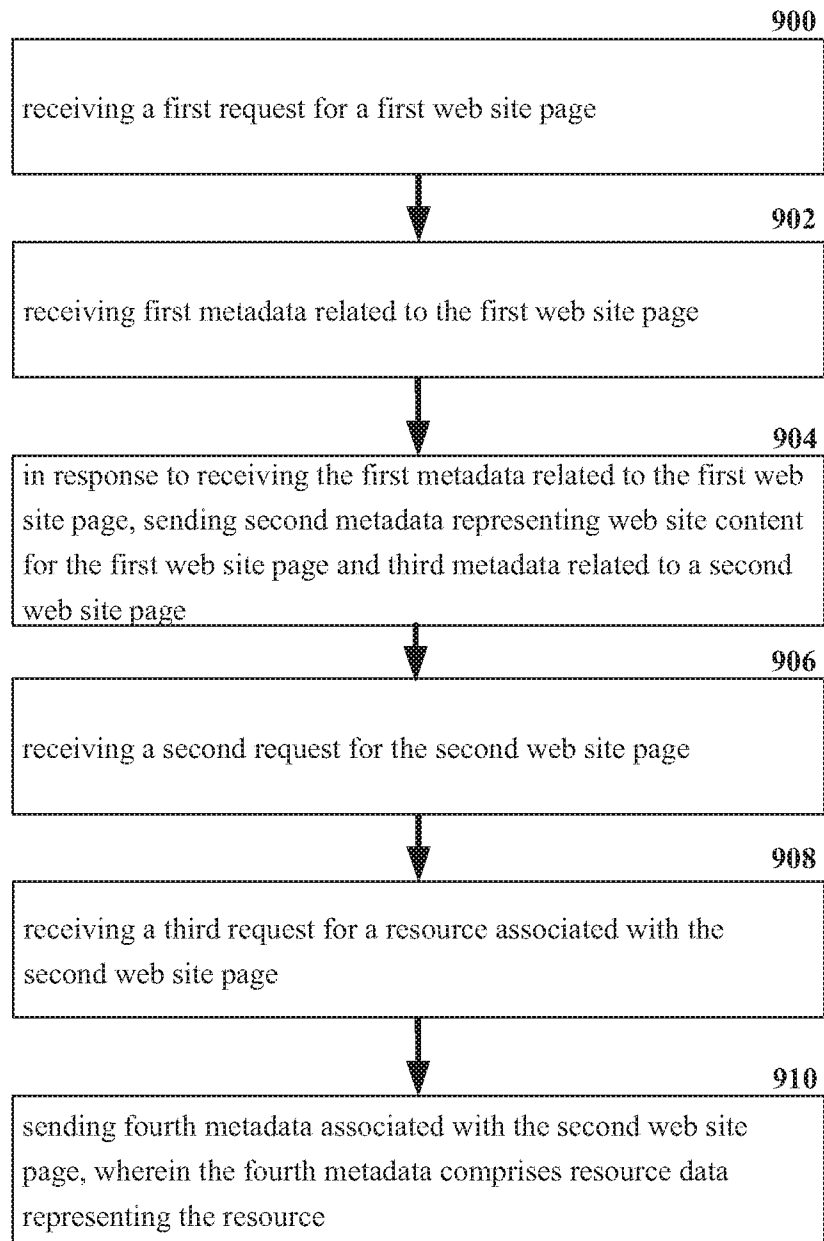 900
receiving a first request for a first web site page
902
receiving first metadata related to the first web site page
904
in response to receiving the first metadata related to the first web
site page, sending second metadata representing web site content
for the first web site page and third metadata related to a second
web site page
906
receiving a second request for the second web site page
908
receiving a third request for a resource associated with the
second web site page
910
sending fourth metadata associated with the second web site
page, wherein the fourth metadata comprises resource data
representing the resource